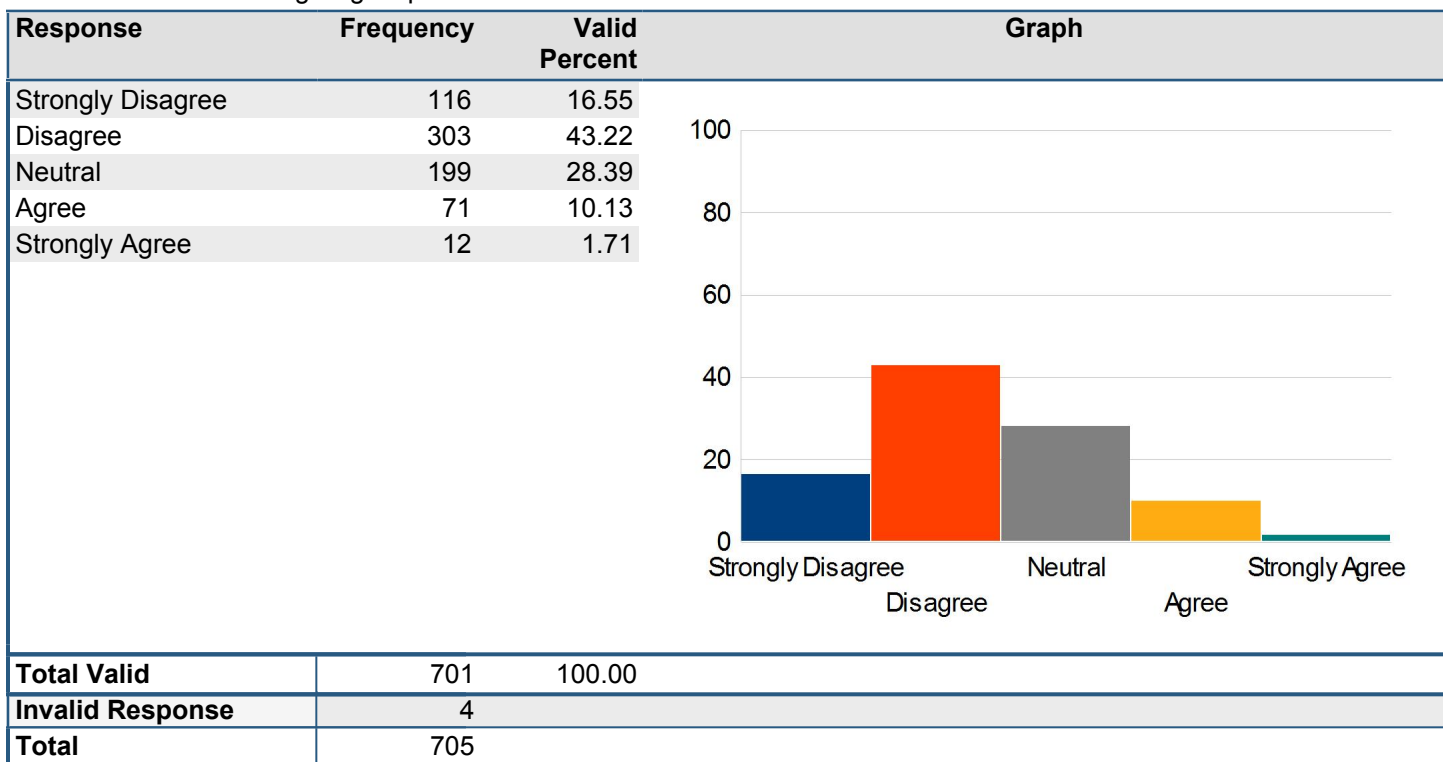 Response Frequency Valid Percent Graph
Strongly Disagree 116 16.55
Disagree 303 43.22
Neutral 199 28.39
Agree 71 10.13
Strongly Agree 12 1.71
100
80
60
40
20
0
Strongly Disagree Neutral Strongly Agree
Disagree Agree
Total Valid 701 100.00
Invalid Response 4
Total 705